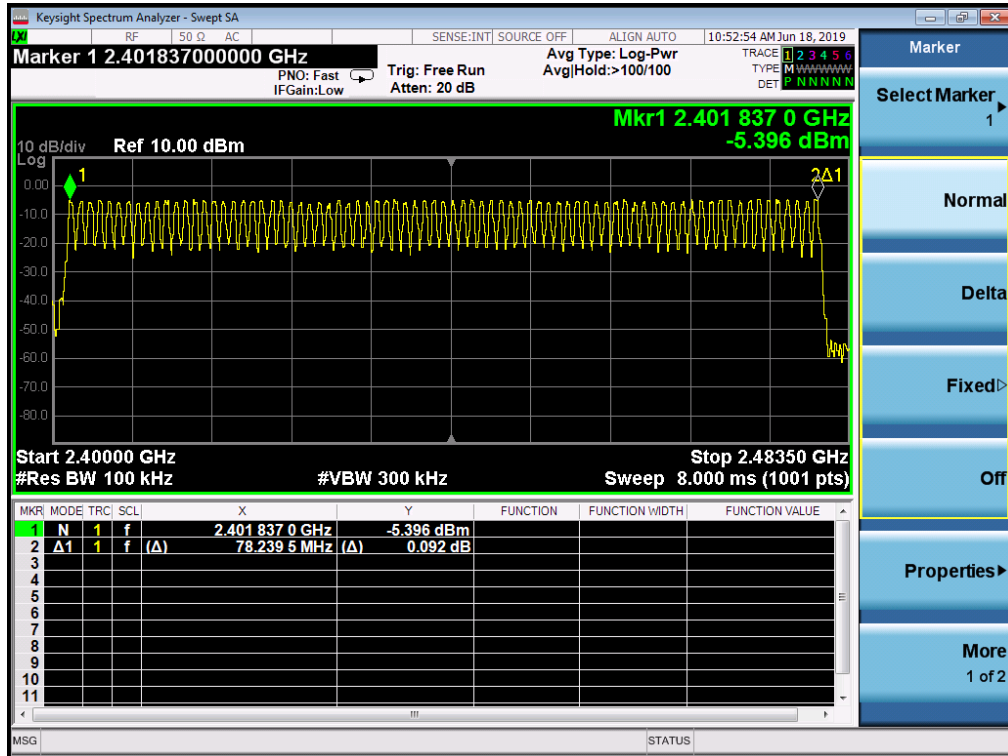 Keysight Spectrum Analyzer - Swept SA
LXI RF 50 Ω AC SENSE:INT SOURCE OFF ALIGN AUTO 10:52:54 AM Jun 18, 2019
Marker 1 2.401837000000 GHz
PNO: Fast
IFGain:Low
Trig: Free Run
Atten: 20 dB
Avg Type: Log-Pwr
Avg|Hold:>100/100
TRACE 1 2 3 4 5 6
TYPE M W W W W W
DET P N N N N N
Mkr1 2.401 837 0 GHz
-5.396 dBm
10 dB/div Ref 10.00 dBm
Log
1
2Δ1
0.00
-10.0
-20.0
-30.0
-40.0
-50.0
-60.0
-70.0
-80.0
Start 2.40000 GHz Stop 2.48350 GHz
#Res BW 100 kHz #VBW 300 kHz Sweep 8.000 ms (1001 pts)
MKR MODE TRC SCL X Y FUNCTION FUNCTION WIDTH FUNCTION VALUE
1 N 1 f 2.401 837 0 GHz -5.396 dBm
2 Δ1 1 f (Δ) 78.239 5 MHz (Δ) 0.092 dB
3
4
5
6
7
8
9
10
11
MSG STATUS
Marker
Select Marker
1
Normal
Delta
Fixed
Off
Properties
More
1 of 2